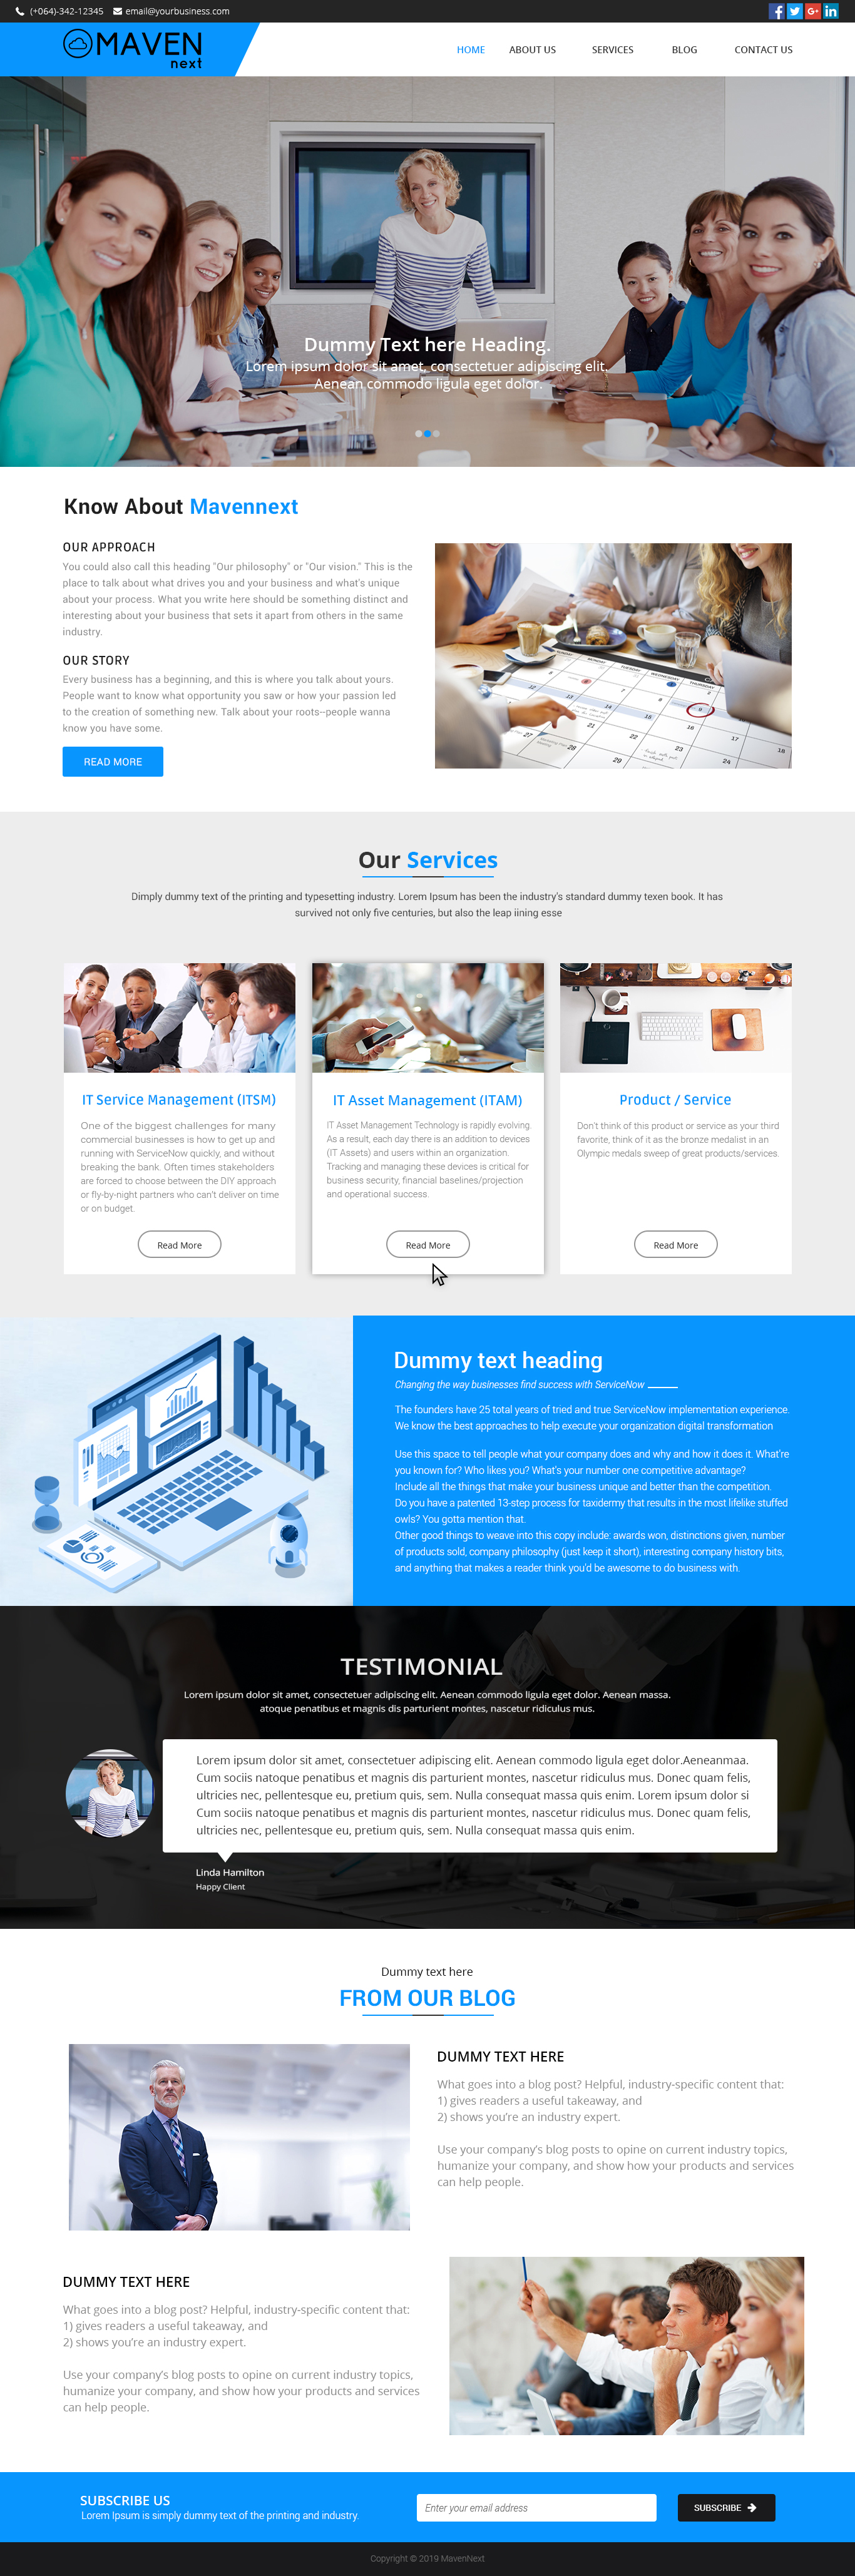 (+064)-342-12345 email@yourbusiness.com
MAVEN
next
HOME ABOUT US SERVICES BLOG CONTACT US
Dummy Text here Heading.
Lorem ipsum dolor sit amet, consectetuer adipiscing elit.
Aenean commodo ligula eget dolor.
Know About Mavennext
OUR APPROACH
You could also call this heading "Our philosophy" or "Our vision." This is the
place to talk about what drives you and your business and what's unique
about your process. What you write here should be something distinct and
interesting about your business that sets it apart from others in the same
industry.
OUR STORY
Every business has a beginning, and this is where you talk about yours.
People want to know what opportunity you saw or how your passion led
to the creation of something new. Talk about your roots--people wanna
know you have some.
READ MORE
Our Services
Dimply dummy text of the printing and typesetting industry. Lorem Ipsum has been the industry's standard dummy texen book. It has
survived not only five centuries, but also the leap iining esse
IT Service Management (ITSM)
One of the biggest challenges for many
commercial businesses is how to get up and
running with ServiceNow quickly, and without
breaking the bank. Often times stakeholders
are forced to choose between the DIY approach
or fly-by-night partners who can't deliver on time
or on budget.
Read More
IT Asset Management (ITAM)
IT Asset Management Technology is rapidly evolving.
As a result, each day there is an addition to devices
(IT Assets) and users within an organization.
Tracking and managing these devices is critical for
business security, financial baselines/projection
and operational success.
Read More
Product / Service
Don't think of this product or service as your third
favorite, think of it as the bronze medalist in an
Olympic medals sweep of great products/services.
Read More
Dummy text heading
Changing the way businesses find success with ServiceNow
The founders have 25 total years of tried and true ServiceNow implementation experience.
We know the best approaches to help execute your organization digital transformation
Use this space to tell people what your company does and why and how it does it. What're
you known for? Who likes you? What's your number one competitive advantage?
Include all the things that make your business unique and better than the competition.
Do you have a patented 13-step process for taxidermy that results in the most lifelike stuffed
owls? You gotta mention that.
Other good things to weave into this copy include: awards won, distinctions given, number
of products sold, company philosophy (just keep it short), interesting company history bits,
and anything that makes a reader think you'd be awesome to do business with.
TESTIMONIAL
Lorem ipsum dolor sit amet, consectetuer adipiscing elit. Aenean commodo ligula eget dolor. Aenean massa.
atoque penatibus et magnis dis parturient montes, nascetur ridiculus mus.
Lorem ipsum dolor sit amet, consectetuer adipiscing elit. Aenean commodo ligula eget dolor.Aeneanmaa.
Cum sociis natoque penatibus et magnis dis parturient montes, nascetur ridiculus mus. Donec quam felis,
ultricies nec, pellentesque eu, pretium quis, sem. Nulla consequat massa quis enim. Lorem ipsum dolor si
Cum sociis natoque penatibus et magnis dis parturient montes, nascetur ridiculus mus. Donec quam felis,
ultricies nec, pellentesque eu, pretium quis, sem. Nulla consequat massa quis enim.
Linda Hamilton
Happy Client
Dummy text here
FROM OUR BLOG
DUMMY TEXT HERE
What goes into a blog post? Helpful, industry-specific content that:
1) gives readers a useful takeaway, and
2) shows you're an industry expert.
Use your company's blog posts to opine on current industry topics,
humanize your company, and show how your products and services
can help people.
DUMMY TEXT HERE
What goes into a blog post? Helpful, industry-specific content that:
1) gives readers a useful takeaway, and
2) shows you're an industry expert.
Use your company's blog posts to opine on current industry topics,
humanize your company, and show how your products and services
can help people.
SUBSCRIBE US
Lorem Ipsum is simply dummy text of the printing and industry.
Enter your email address
SUBSCRIBE
Copyright © 2019 MavenNext